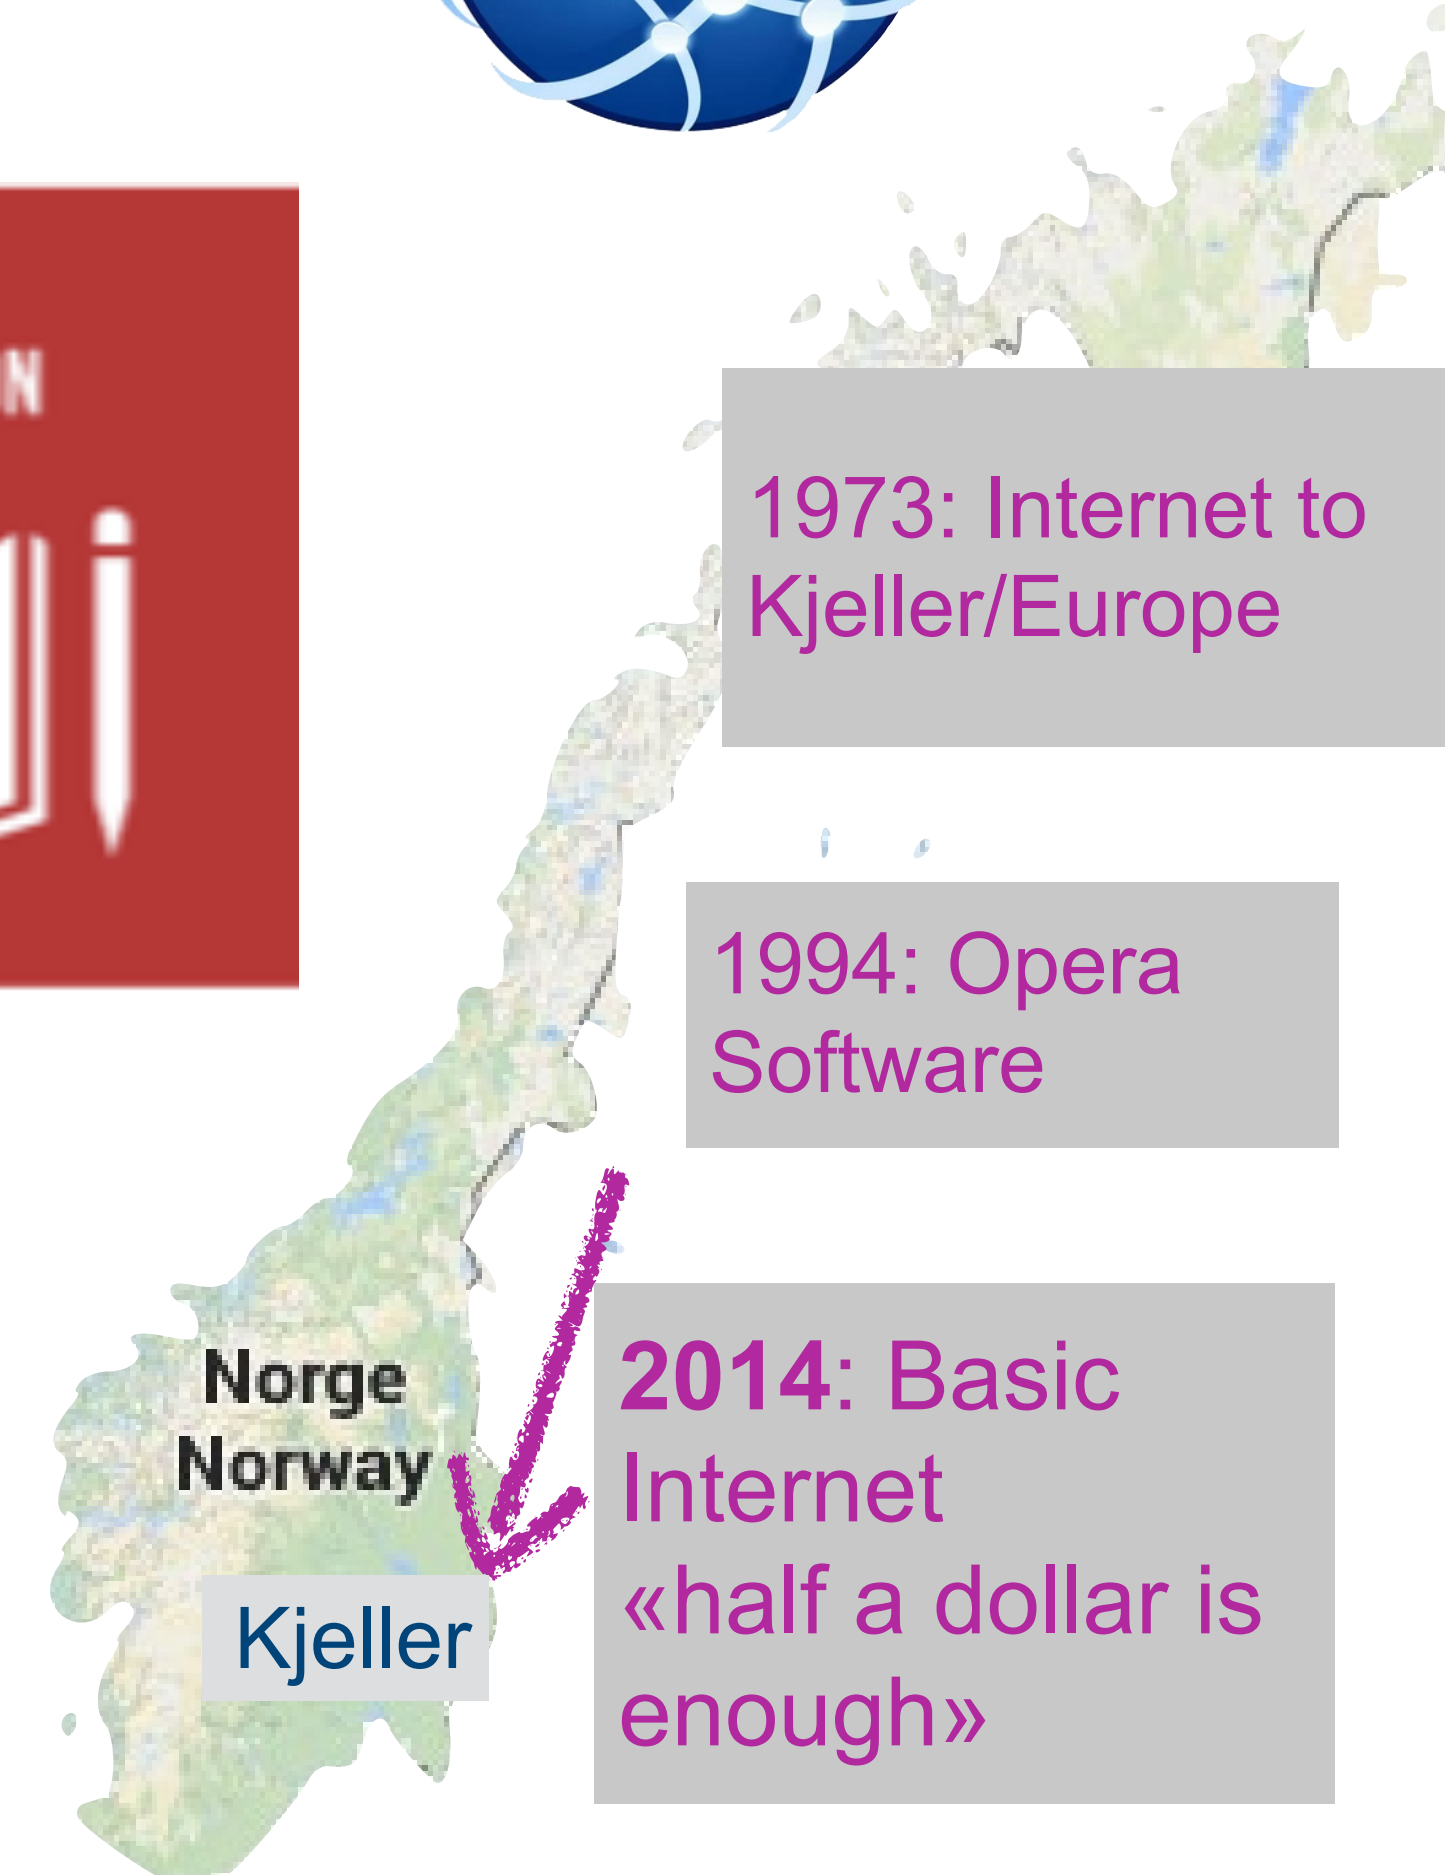 N
1973: Internet to
Kjeller/Europe
1994: Opera
Software
2014: Basic
Internet
«half a dollar is
enough»
Norge
Norway
Kjeller